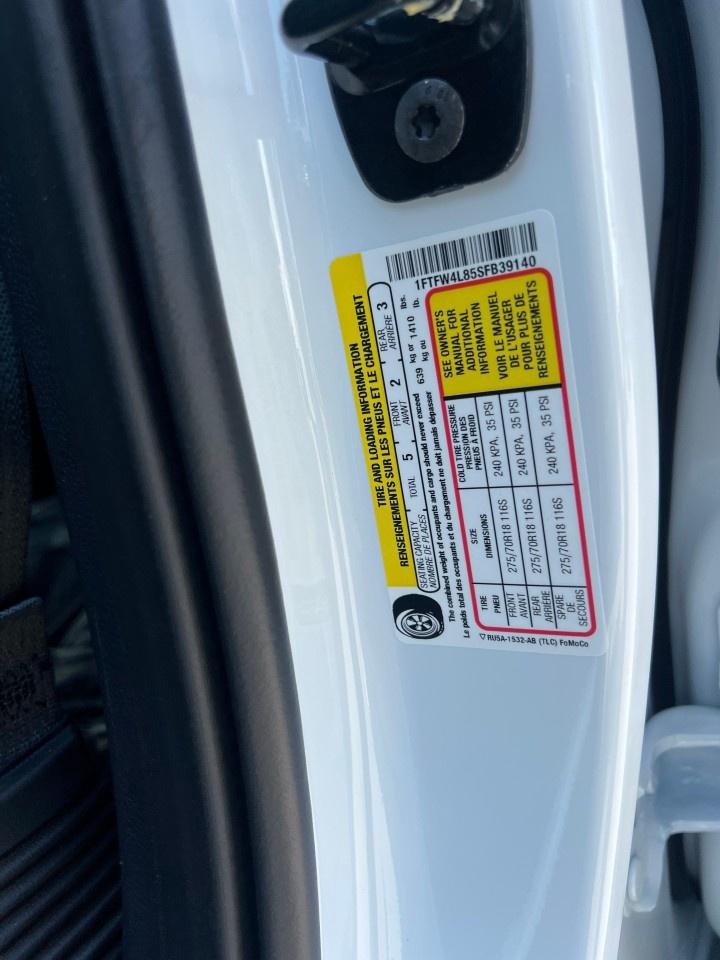 1FTFW4L85SFB39140
TIRE AND LOADING INFORMATION
RENSEIGNEMENTS SUR LES PNEUS ET LE CHARGEMENT
SEATING CAPACITY
NOMBRE DE PLACES
TOTAL 5
FRONT
AVANT 2
REAR
ARRIÈRE 3
The combined weight of occupants and cargo should never exceed 639 kg or 1410 lbs.
Le poids total des occupants et du chargement ne doit jamais dépasser kg ou lb.
TIRE
PNEU
SIZE
DIMENSIONS
COLD TIRE PRESSURE
PRESSION DES
PNEUS À FROID
FRONT
AVANT
275/70R18 116S
240 KPA, 35 PSI
REAR
ARRIÈRE
275/70R18 116S
240 KPA, 35 PSI
SPARE
DE
SECOURS
275/70R18 116S
240 KPA, 35 PSI
SEE OWNER'S
MANUAL FOR
ADDITIONAL
INFORMATION
VOIR LE MANUEL
DE L'USAGER
POUR PLUS DE
RENSEIGNEMENTS
RU5A-1532-AB (TLC) FoMoCo